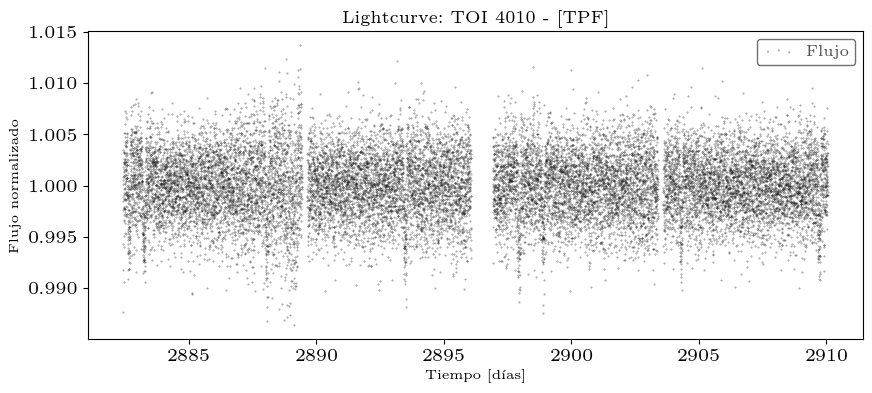 Lightcurve: TOI 4010 - [TPF]
Flujo
1.015
1.010
1.005
1.000
0.995
0.990
Flujo normalizado
2885 2890 2895 2900 2905 2910
Tiempo [días]